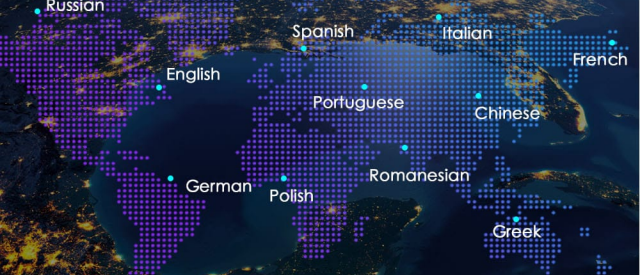 Russian
Spanish
Italian
French
English
Portuguese
Chinese
Romanesian
German
Polish
Greek